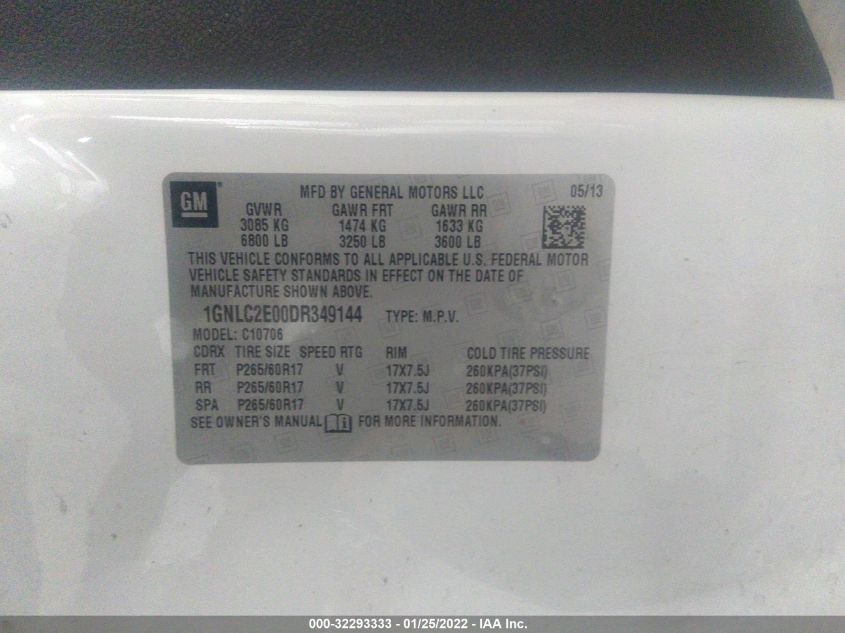 GM
MFD BY GENERAL MOTORS LLC 05/13
GVWR GAWR FRT GAWR RR
3085 KG 1474 KG 1633 KG
6800 LB 3250 LB 3600 LB
THIS VEHICLE CONFORMS TO ALL APPLICABLE U.S. FEDERAL MOTOR
VEHICLE SAFETY STANDARDS IN EFFECT ON THE DATE OF
MANUFACTURE SHOWN ABOVE.
1GNLC2E00DR349144 TYPE: M.P.V.
MODEL: C10706
CDRX TIRE SIZE SPEED RTG RIM COLD TIRE PRESSURE
FRT P265/60R17 V 17X7.5J 260KPA(37PSI)
RR P265/60R17 V 17X7.5J 260KPA(37PSI)
SPA P265/60R17 V 17X7.5J 260KPA(37PSI)
SEE OWNER'S MANUAL FOR MORE INFORMATION.
000-32293333 - 01/25/2022 - IAA Inc.